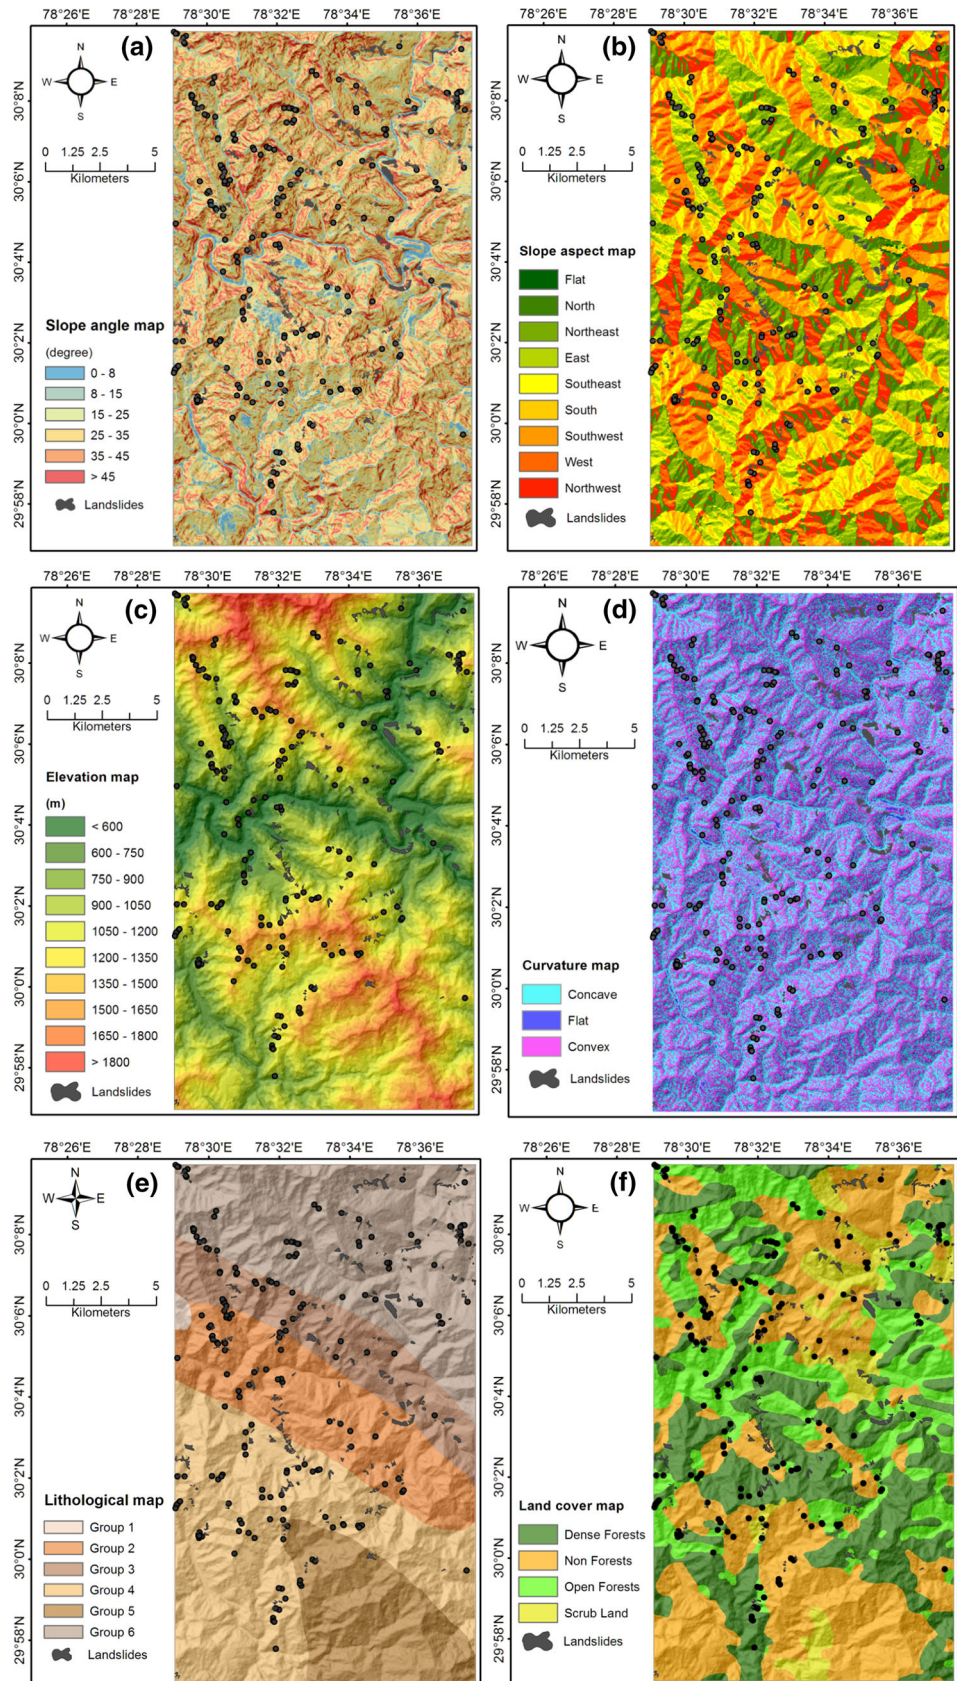 78°26'E 78°30'E 78°32'E 78°34'E 78°36'E
(a)
N
W E
S
0 1.25 2.5 5
Kilometers
30°8'N
30°6'N
30°4'N
30°2'N
30°0'N
29°58'N
Slope angle map
(degree)
0 - 8
8 - 15
15 - 25
25 - 35
35 - 45
> 45
Landslides
78°26'E 78°30'E 78°32'E 78°34'E 78°36'E
(b)
N
W E
S
0 1.25 2.5 5
Kilometers
30°8'N
30°6'N
30°4'N
30°2'N
30°0'N
29°58'N
Slope aspect map
Flat
North
Northeast
East
Southeast
South
Southwest
West
Northwest
Landslides
78°26'E 78°30'E 78°32'E 78°34'E 78°36'E
(c)
N
W E
S
0 1.25 2.5 5
Kilometers
30°8'N
30°6'N
30°4'N
30°2'N
30°0'N
29°58'N
Elevation map
(m)
< 600
600 - 750
750 - 900
900 - 1050
1050 - 1200
1200 - 1350
1350 - 1500
1500 - 1650
1650 - 1800
> 1800
Landslides
78°26'E 78°30'E 78°32'E 78°34'E 78°36'E
(d)
N
W E
S
0 1.25 2.5 5
Kilometers
30°8'N
30°6'N
30°4'N
30°2'N
30°0'N
29°58'N
Curvature map
Concave
Flat
Convex
Landslides
78°26'E 78°30'E 78°32'E 78°34'E 78°36'E
(e)
N
W E
S
0 1.25 2.5 5
Kilometers
30°8'N
30°6'N
30°4'N
30°2'N
30°0'N
29°58'N
Lithological map
Group 1
Group 2
Group 3
Group 4
Group 5
Group 6
Landslides
78°26'E 78°30'E 78°32'E 78°34'E 78°36'E
(f)
N
W E
S
0 1.25 2.5 5
Kilometers
30°8'N
30°6'N
30°4'N
30°2'N
30°0'N
29°58'N
Land cover map
Dense Forests
Non Forests
Open Forests
Scrub Land
Landslides